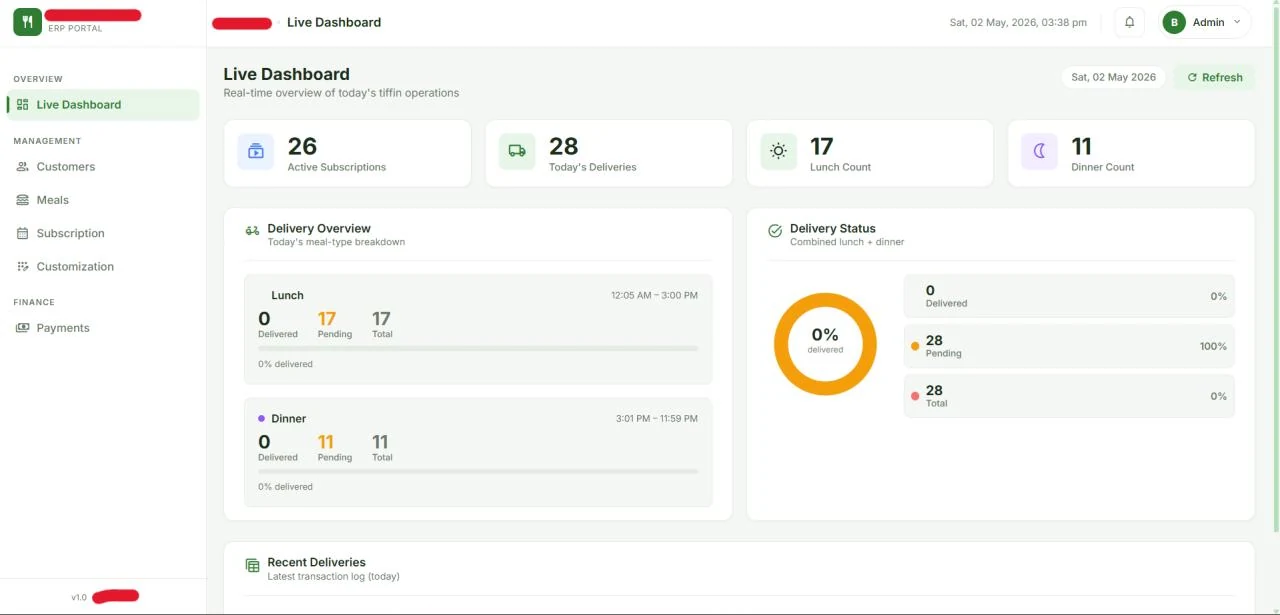 ERP PORTAL
Live Dashboard
Sat, 02 May, 2026, 03:38 pm
B
Admin
OVERVIEW
Live Dashboard
MANAGEMENT
Customers
Meals
Subscription
Customization
FINANCE
Payments
v1.0
Live Dashboard
Real-time overview of today's tiffin operations
Sat, 02 May 2026
Refresh
26
Active Subscriptions
28
Today's Deliveries
17
Lunch Count
11
Dinner Count
Delivery Overview
Today's meal-type breakdown
Lunch
12:05 AM – 3:00 PM
0 17 17
Delivered Pending Total
0% delivered
Dinner
3:01 PM – 11:59 PM
0 11 11
Delivered Pending Total
0% delivered
Delivery Status
Combined lunch + dinner
0%
delivered
0
Delivered
0%
28
Pending
100%
28
Total
0%
Recent Deliveries
Latest transaction log (today)